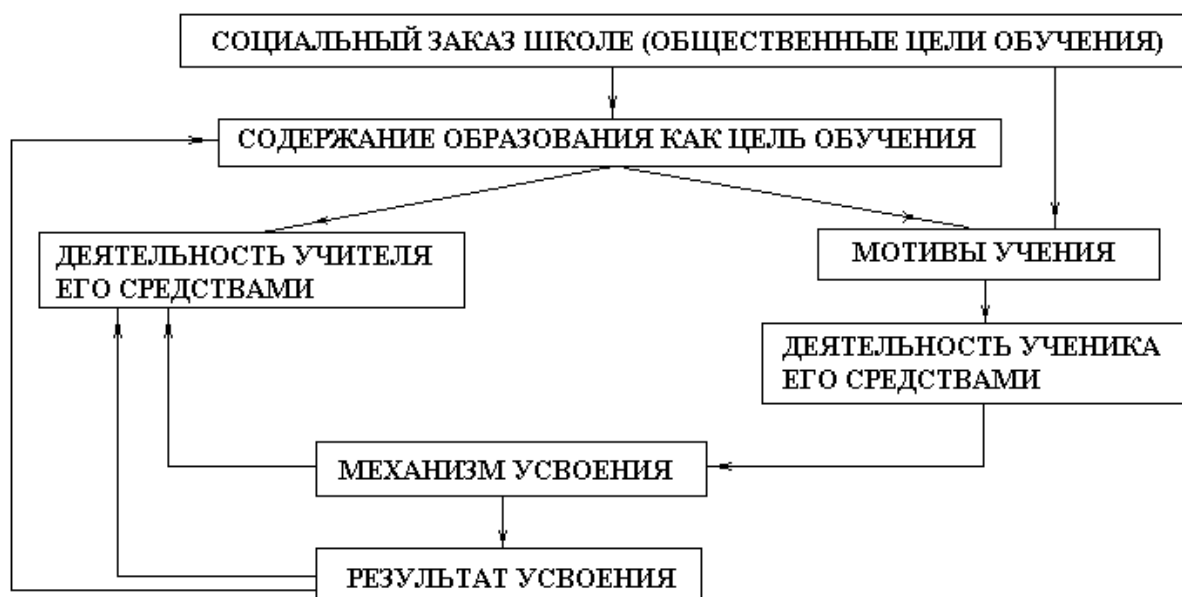 СОЦИАЛЬНЫЙ ЗАКАЗ ШКОЛЕ (ОБЩЕСТВЕННЫЕ ЦЕЛИ ОБУЧЕНИЯ)
СОДЕРЖАНИЕ ОБРАЗОВАНИЯ КАК ЦЕЛЬ ОБУЧЕНИЯ
ДЕЯТЕЛЬНОСТЬ УЧИТЕЛЯ
ЕГО СРЕДСТВАМИ
МОТИВЫ УЧЕНИЯ
ДЕЯТЕЛЬНОСТЬ УЧЕНИКА
ЕГО СРЕДСТВАМИ
МЕХАНИЗМ УСВОЕНИЯ
РЕЗУЛЬТАТ УСВОЕНИЯ